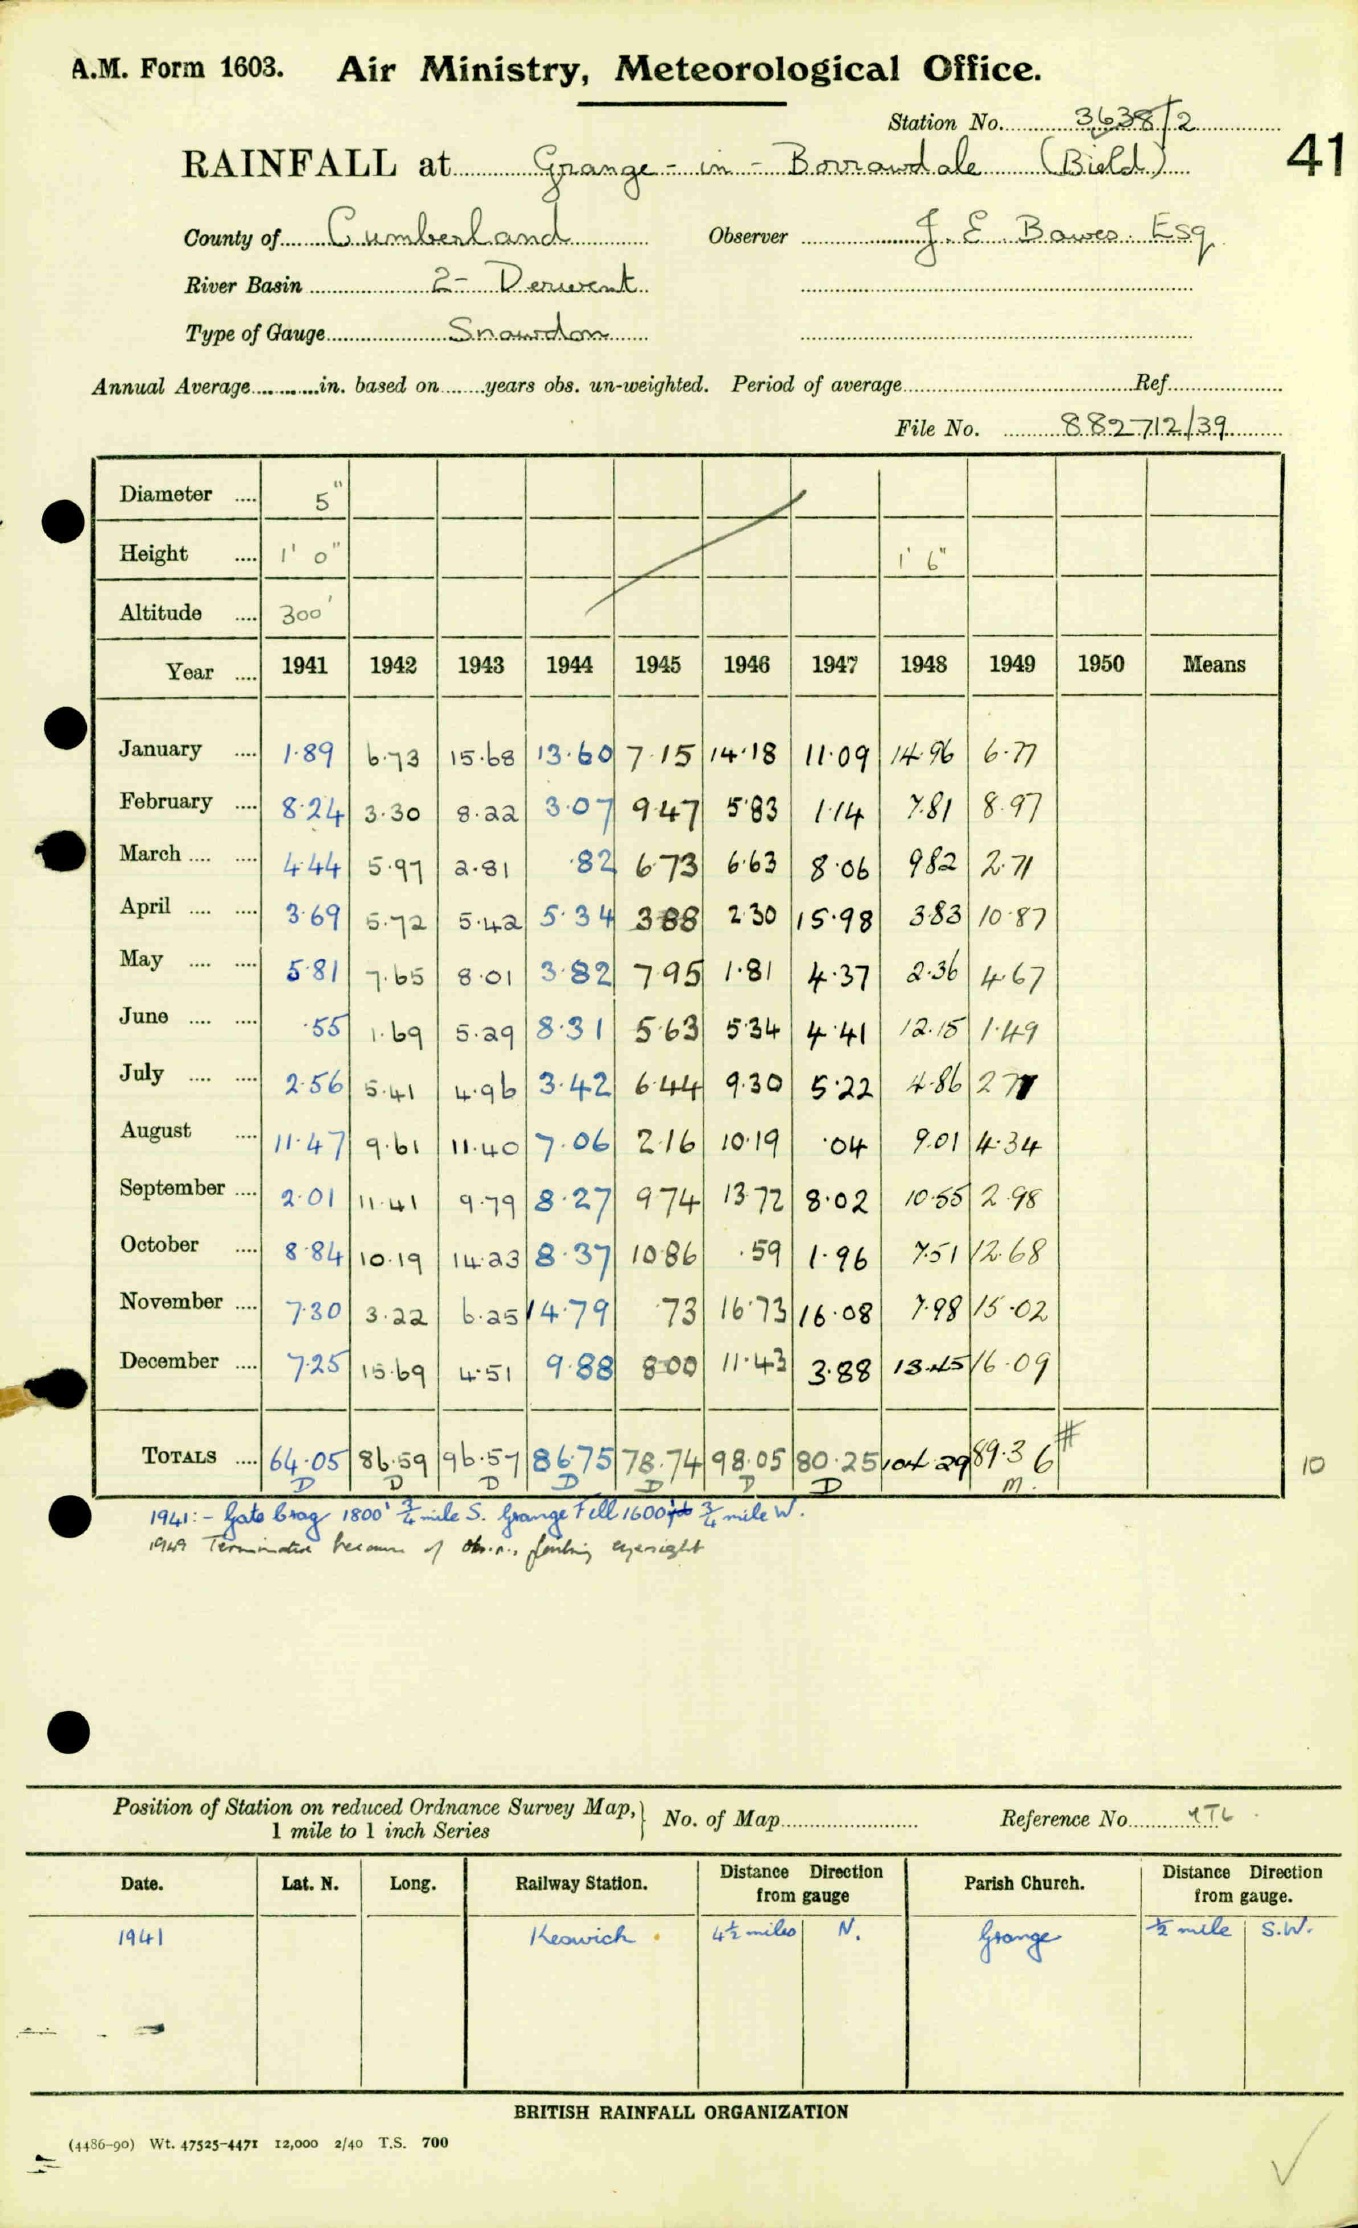 A.M. Form 1603. Air Ministry, Meteorological Office.
Station No. 3638/2
RAINFALL at Grange-in-Borrowdale (Bield) 41
County of Cumberland Observer J. E. Bowes. Esq.
River Basin 2- Derwent
Type of Gauge Snowdon
Annual Average in. based on years obs. un-weighted. Period of average Ref
File No. 882712/39
Diameter 5"
Height 1' 0" 1' 6"
Altitude 300'
Year 1941 1942 1943 1944 1945 1946 1947 1948 1949 1950 Means
January 1.89 6.73 15.68 13.60 7.15 14.18 11.09 14.96 6.77
February 8.24 3.30 8.22 3.07 9.47 5.83 1.14 7.81 8.97
March 4.44 5.97 2.81 .82 6.73 6.63 8.06 9.82 2.71
April 3.69 5.72 5.42 5.34 3.88 2.30 15.98 3.83 10.87
May 5.81 7.65 8.01 3.82 7.95 1.81 4.37 2.36 4.67
June .55 1.69 5.29 8.31 5.63 5.34 4.41 12.15 1.49
July 2.56 5.41 4.96 3.42 6.44 9.30 5.22 4.86 2.77
August 11.47 9.61 11.40 7.06 2.16 10.19 .04 9.01 4.34
September 2.01 11.41 9.79 8.27 9.74 13.72 8.02 10.55 2.98
October 8.84 10.19 14.23 8.37 10.86 .59 1.96 7.51 12.68
November 7.30 3.22 6.25 14.79 .73 16.73 16.08 7.98 15.02
December 7.25 15.69 4.51 9.88 8.00 11.43 3.88 13.45 16.09
TOTALS 64.05 86.59 96.57 86.75 78.74 98.05 80.25 104.29 89.36 # 10
D D D D D D D M.
1941:- Gate Crag 1800' ¾ mile S. Grange Fell 1600' ¾ mile W.
1949 Terminated because of failing eyesight
Position of Station on reduced Ordnance Survey Map, 1 mile to 1 inch Series } No. of Map Reference No
Date. Lat. N. Long. Railway Station. Distance from gauge Direction Parish Church. Distance Direction from gauge.
1941 Keswick 4½ miles N. Grange ½ mile S.W.
BRITISH RAINFALL ORGANIZATION
(4486-90) Wt. 47525-4471 12,000 2/40 T.S. 700